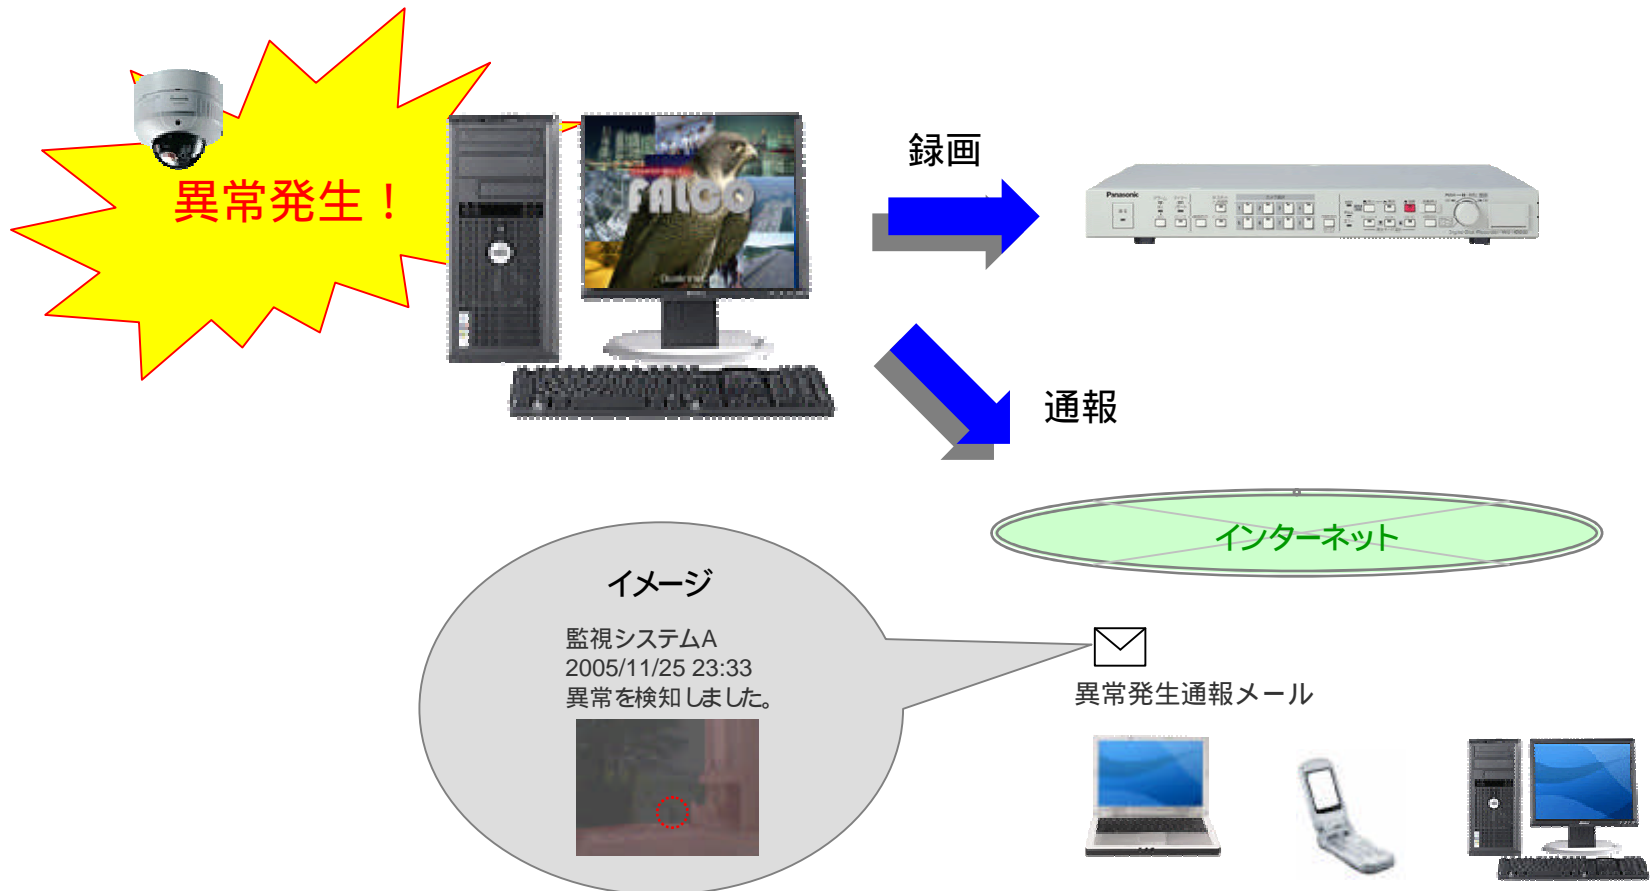 異常発生！
FALCO
録画
Panasonic
通報
インターネット
イメージ
監視システムA
2005/11/25 23:33
異常を検知しました。
異常発生通報メール